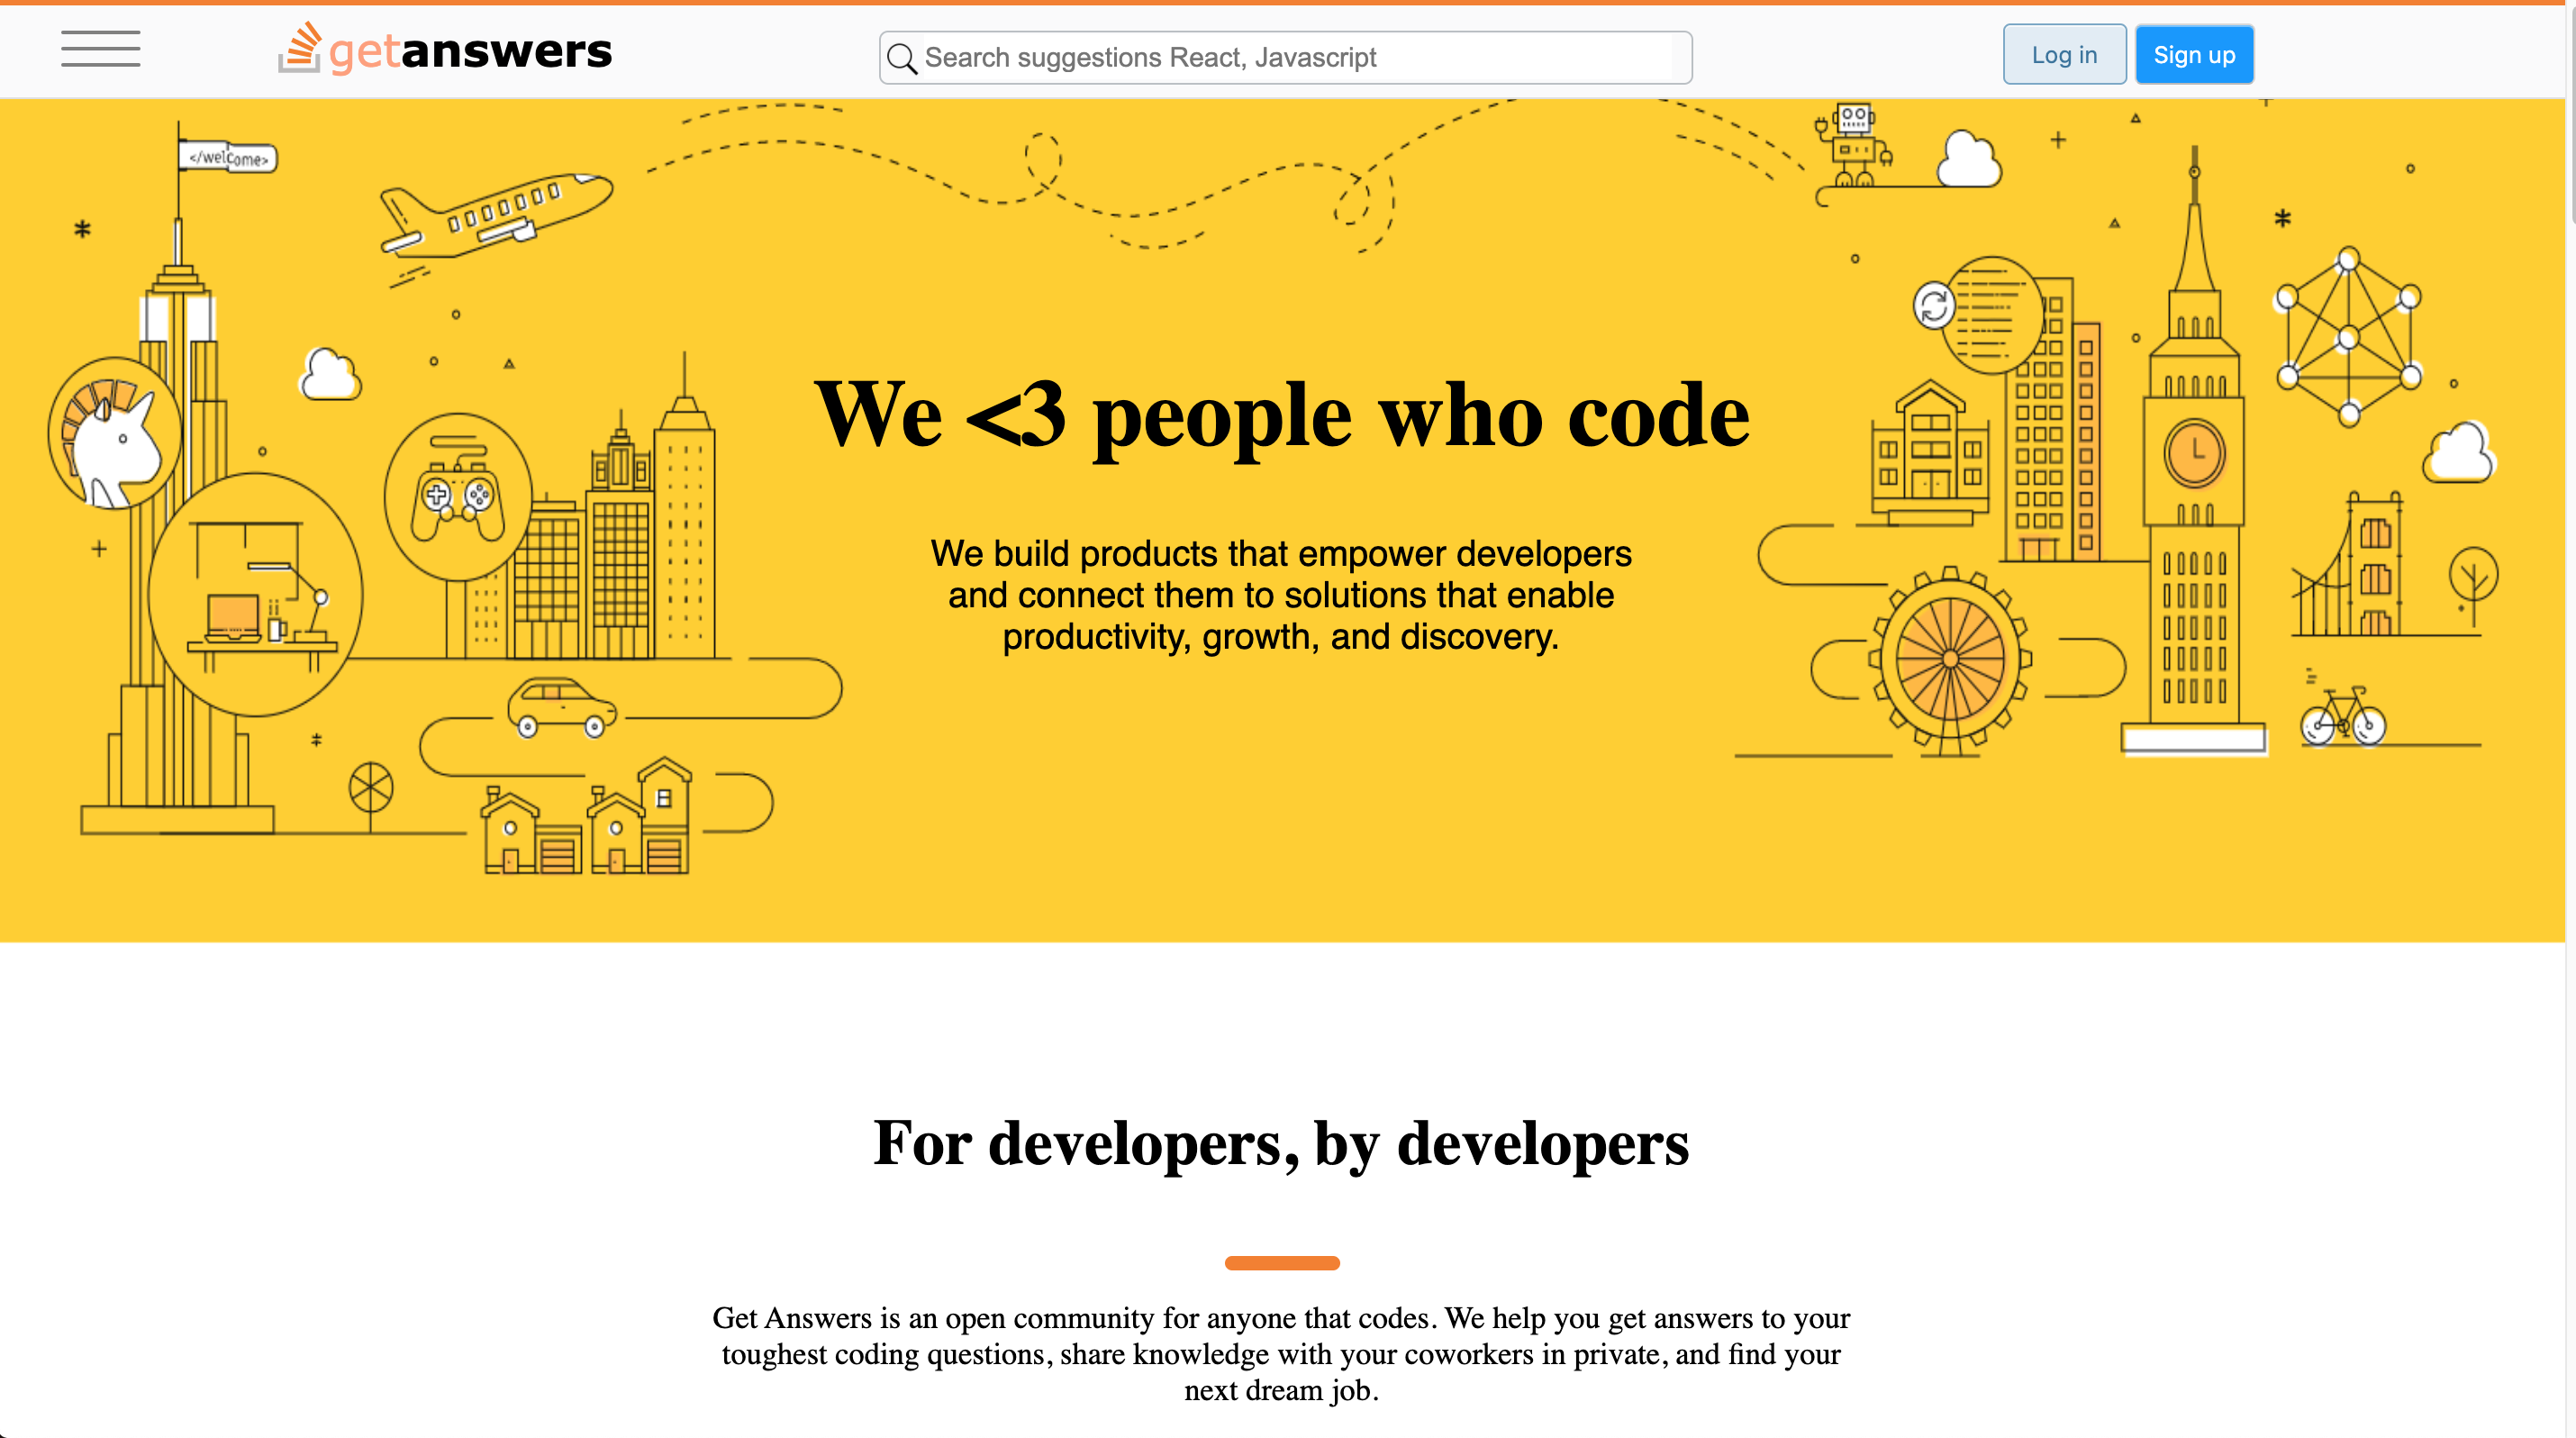 getanswers
Search suggestions React, Javascript
Log in
Sign up
</welcome>
We <3 people who code
We build products that empower developers
and connect them to solutions that enable
productivity, growth, and discovery.
For developers, by developers
Get Answers is an open community for anyone that codes. We help you get answers to your
toughest coding questions, share knowledge with your coworkers in private, and find your
next dream job.